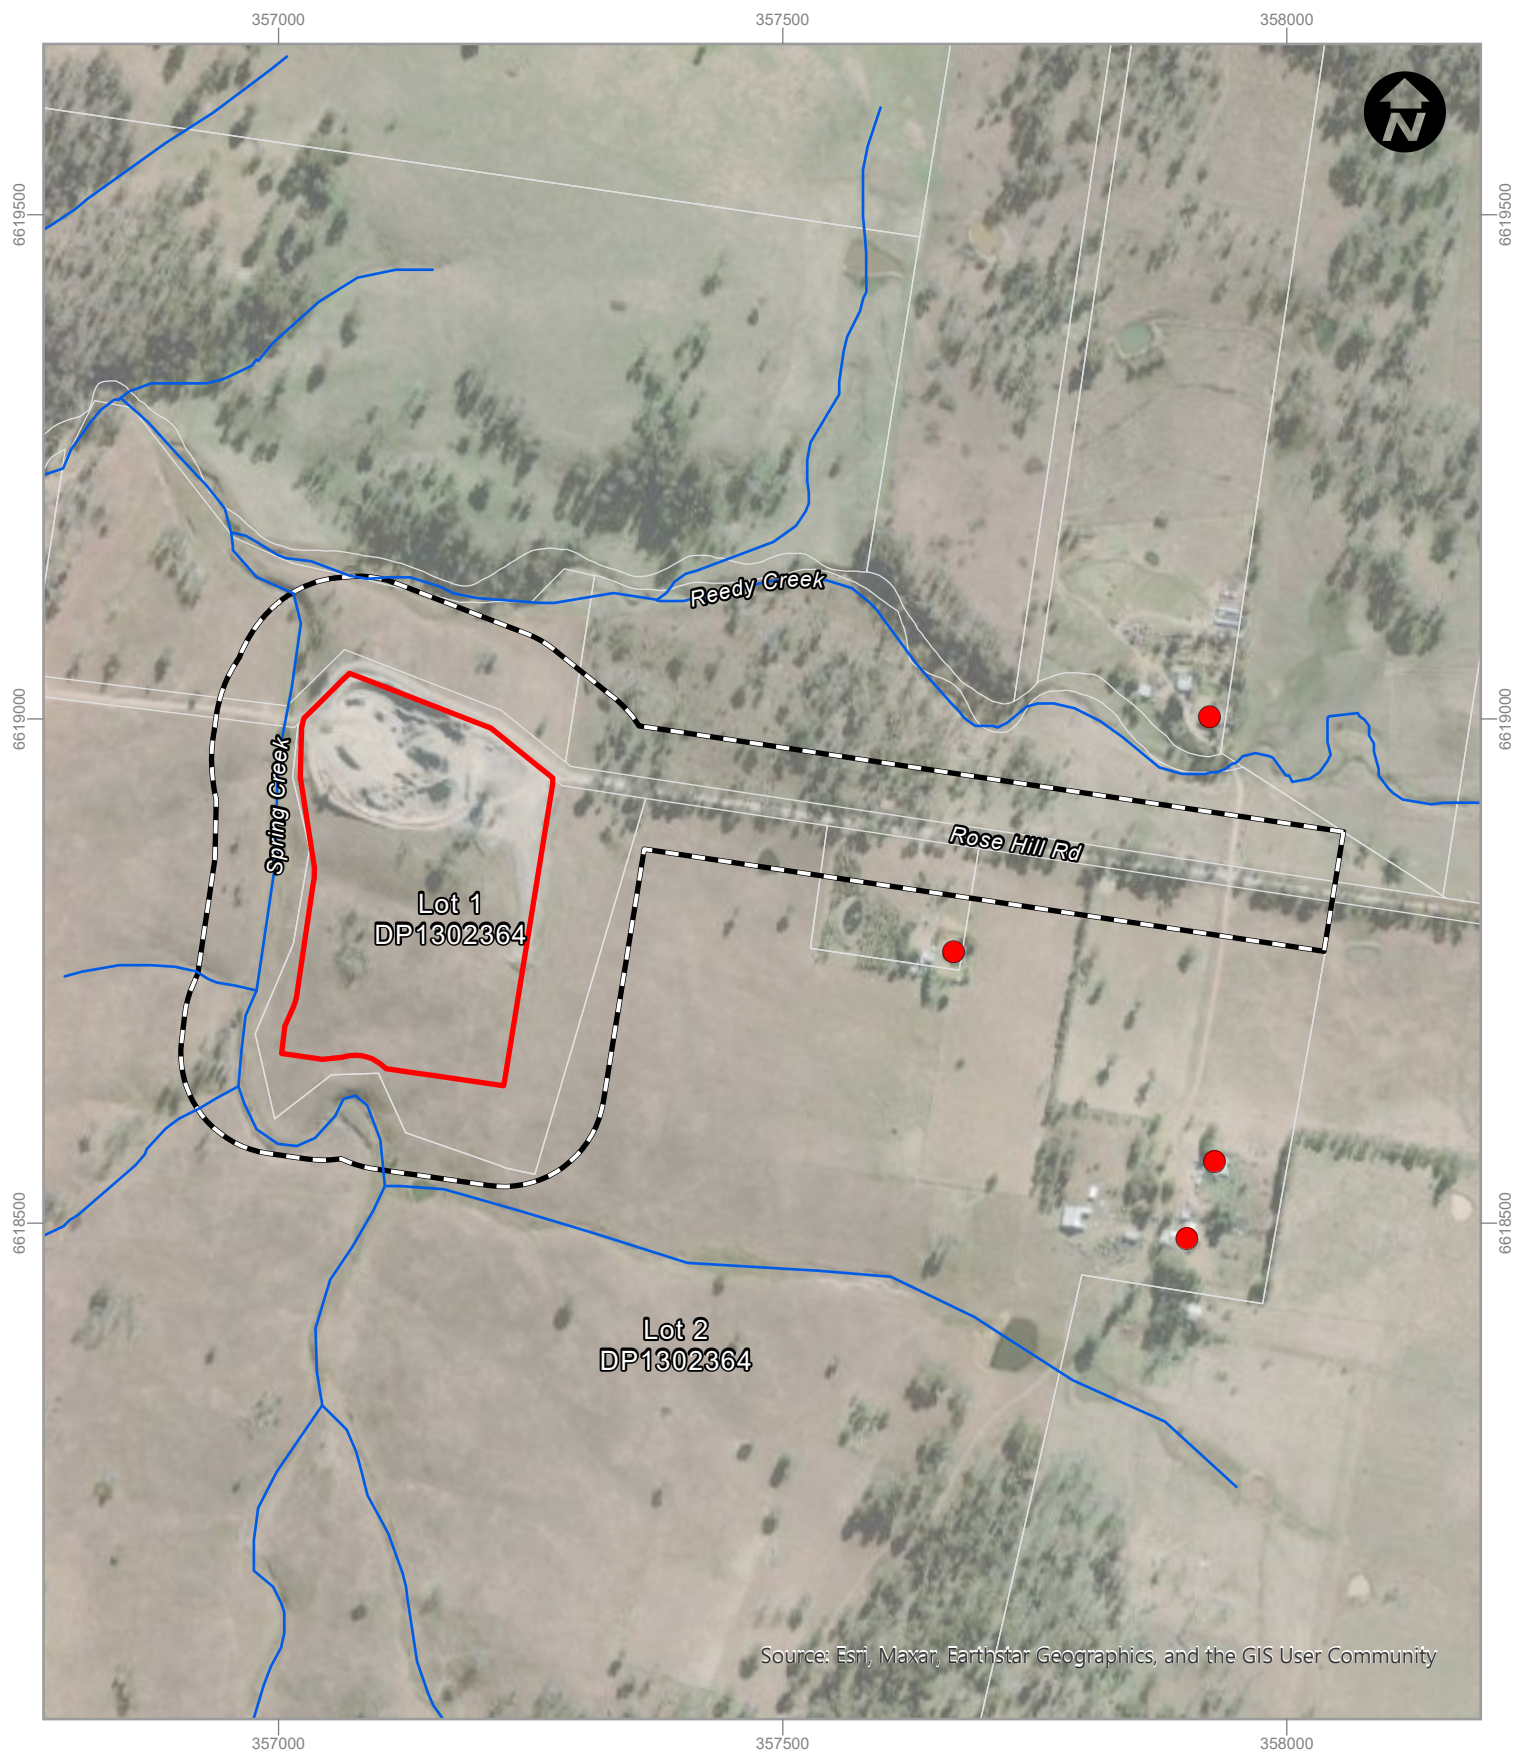 357000
357500
358000
N
6619500
6619500
Reedy Creek
6619000
6619000
Spring Creek
Rose Hill Rd
Lot 1
DP1302364
6618500
6618500
Lot 2
DP1302364
Source: Esri, Maxar, Earthstar Geographics, and the GIS User Community
357000
357500
358000